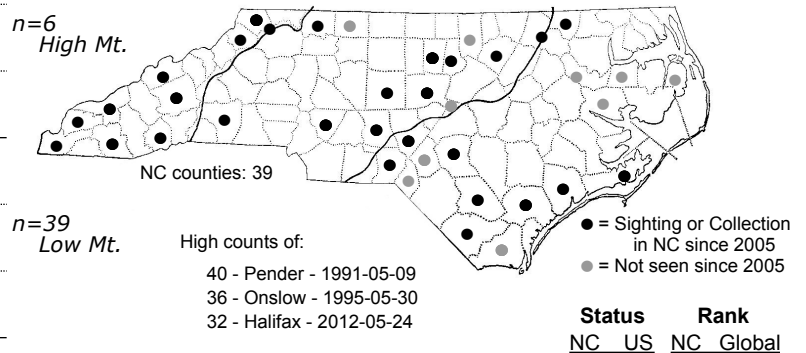 n=6
High Mt.
NC counties: 39
n=39
Low Mt.
High counts of:
40 - Pender - 1991-05-09
36 - Onslow - 1995-05-30
32 - Halifax - 2012-05-24
= Sighting or Collection
in NC since 2005
= Not seen since 2005
Status Rank
NC US NC Global